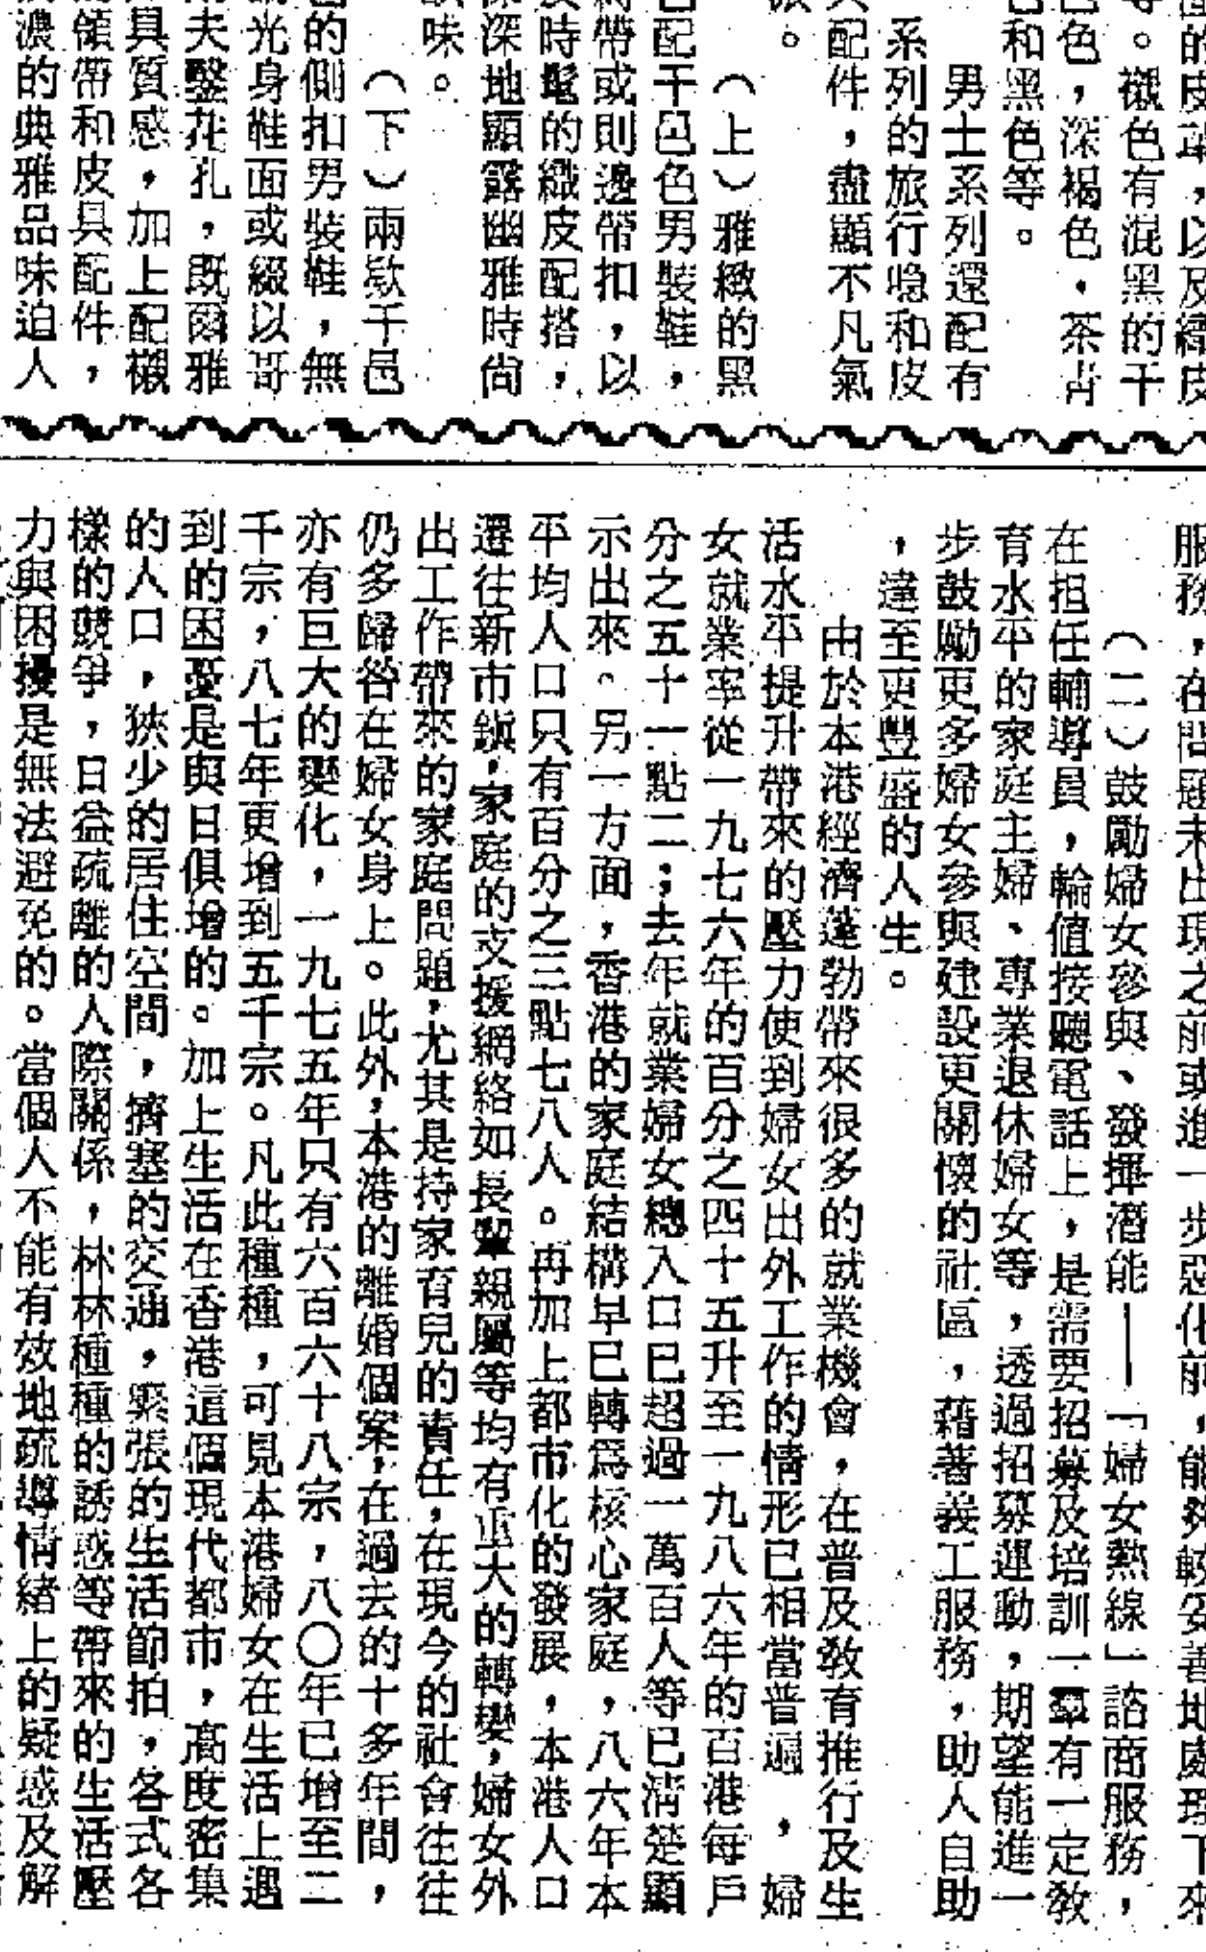 面的皮革，以及纖皮
等。襯色有混黑的干
邑色，深褐色，茶青
色和黑色等。
男士系列還配有
系列的旅行喼和皮
具配件，盡顯不凡氣
派。
（上）雅緻的黑
色配干邑色男裝鞋，
帶或則邊帶扣，以
及時髦的織皮配搭，
深深地顯露幽雅時尚
韻味。
（下）兩欵干邑
色的側扣男裝鞋，無
論光身鞋面或綴以哥
爾夫鑿花孔，既爾雅
具質感，加上配襯
領帶和皮具配件，
濃的典雅品味迫人
服務，在問題未出現之前或進一步惡化前，能夠較妥善地處理下來
（二）鼓勵婦女參與、發揮潛能——「婦女熱線」諮商服務，
在担任輔導員，輪值接聽電話上，是需要招募及培訓一羣有一定教
育水平的家庭主婦、專業退休婦女等，透過招募運動，期望能進一
步鼓勵更多婦女參與建設更關懷的社區，藉著義工服務，助人自助
，達至更豐盛的人生。
由於本港經濟蓬勃帶來很多的就業機會，在普及教育推行及生
活水平提升帶來的壓力使到婦女出外工作的情形已相當普遍，婦
女就業率從一九七六年的百分之四十五升至一九八六年的百港每戶
分之五十一點二；去年就業婦女總入口已超過一萬百人等已清楚顯
示出來。另一方面，香港的家庭結構早已轉爲核心家庭，八六年本
平均人口只有百分之三點七八人。再加上都市化的發展，本港人口
遷往新市鎮，家庭的支援網絡如長輩親屬等均有重大的轉變，婦女外
出工作帶來的家庭問題，尤其是持家育兒的責任，在現今的社會往往
仍多歸咎在婦女身上。此外，本港的離婚個案，在過去的十多年間，
亦有巨大的變化，一九七五年只有六百六十八宗，八〇年已增至二
千宗，八七年更增到五千宗。凡此種種，可見本港婦女在生活上遇
到的困憂是與日俱增的。加上生活在香港這個現代都市，高度密集
的人口，狹少的居住空間，擠塞的交通，緊張的生活節拍，各式各
樣的競爭，日益疏離的人際關係，林林種種的誘惑等帶來的生活壓
力與困擾是無法避免的。當個人不能有效地疏導情緒上的疑惑及解